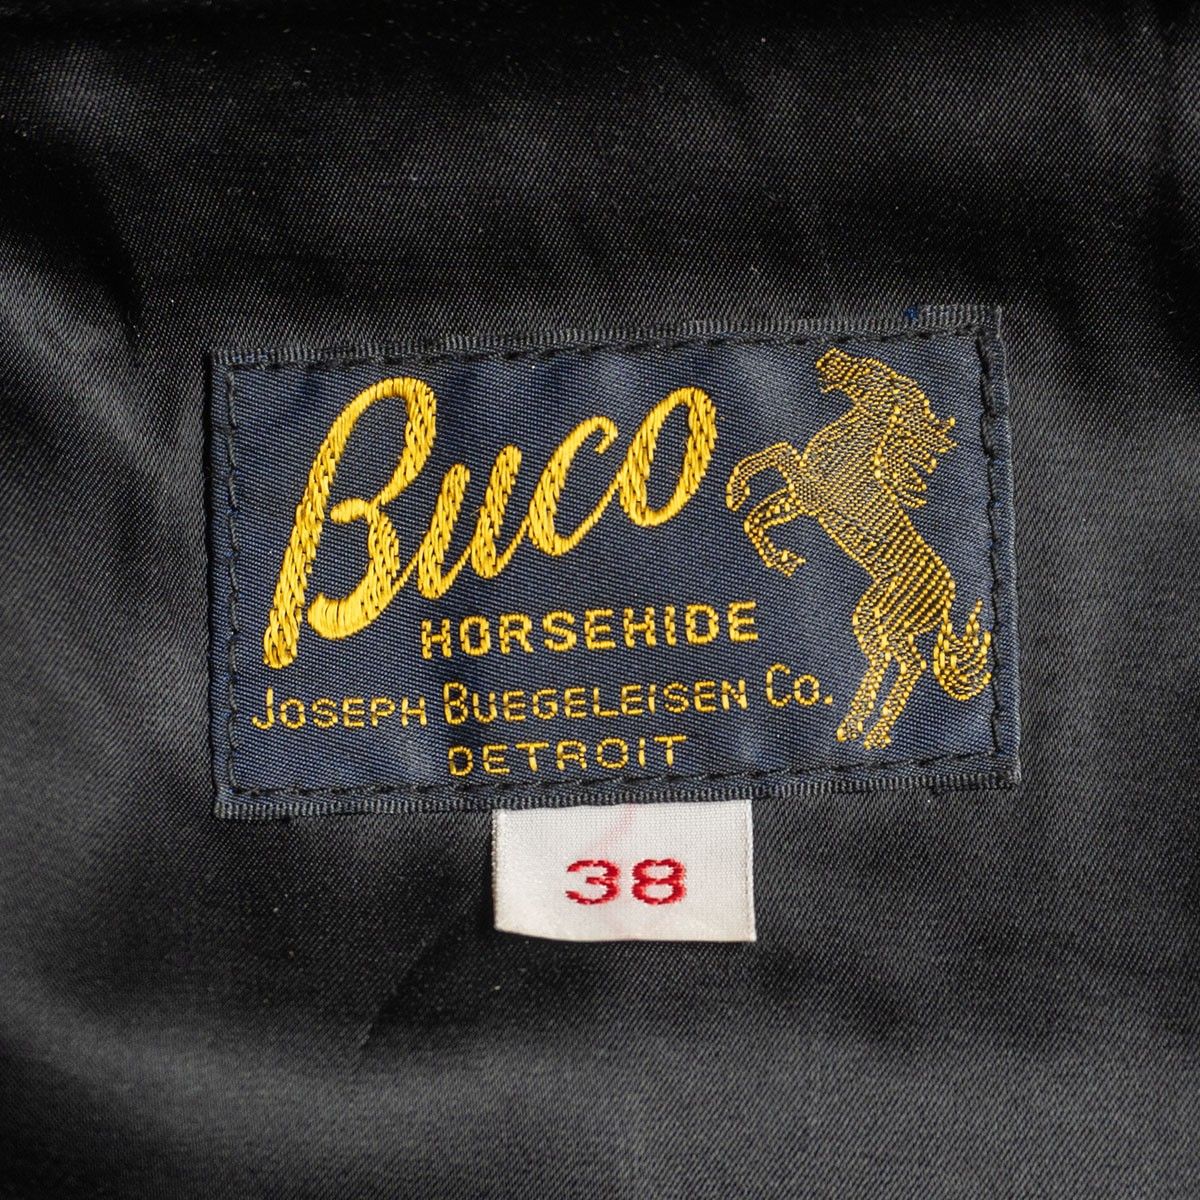 Buco
HORSEHIDE
JOSEPH BUEGELEISEN CO.
DETROIT
38